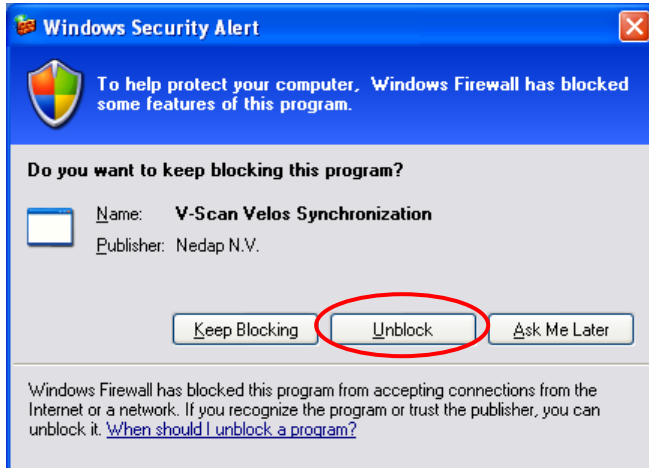 Windows Security Alert
To help protect your computer, Windows Firewall has blocked
some features of this program.
Do you want to keep blocking this program?
Name: V-Scan Velos Synchronization
Publisher: Nedap N.V.
Keep Blocking Unblock Ask Me Later
Windows Firewall has blocked this program from accepting connections from the
Internet or a network. If you recognize the program or trust the publisher, you can
unblock it. When should I unblock a program?